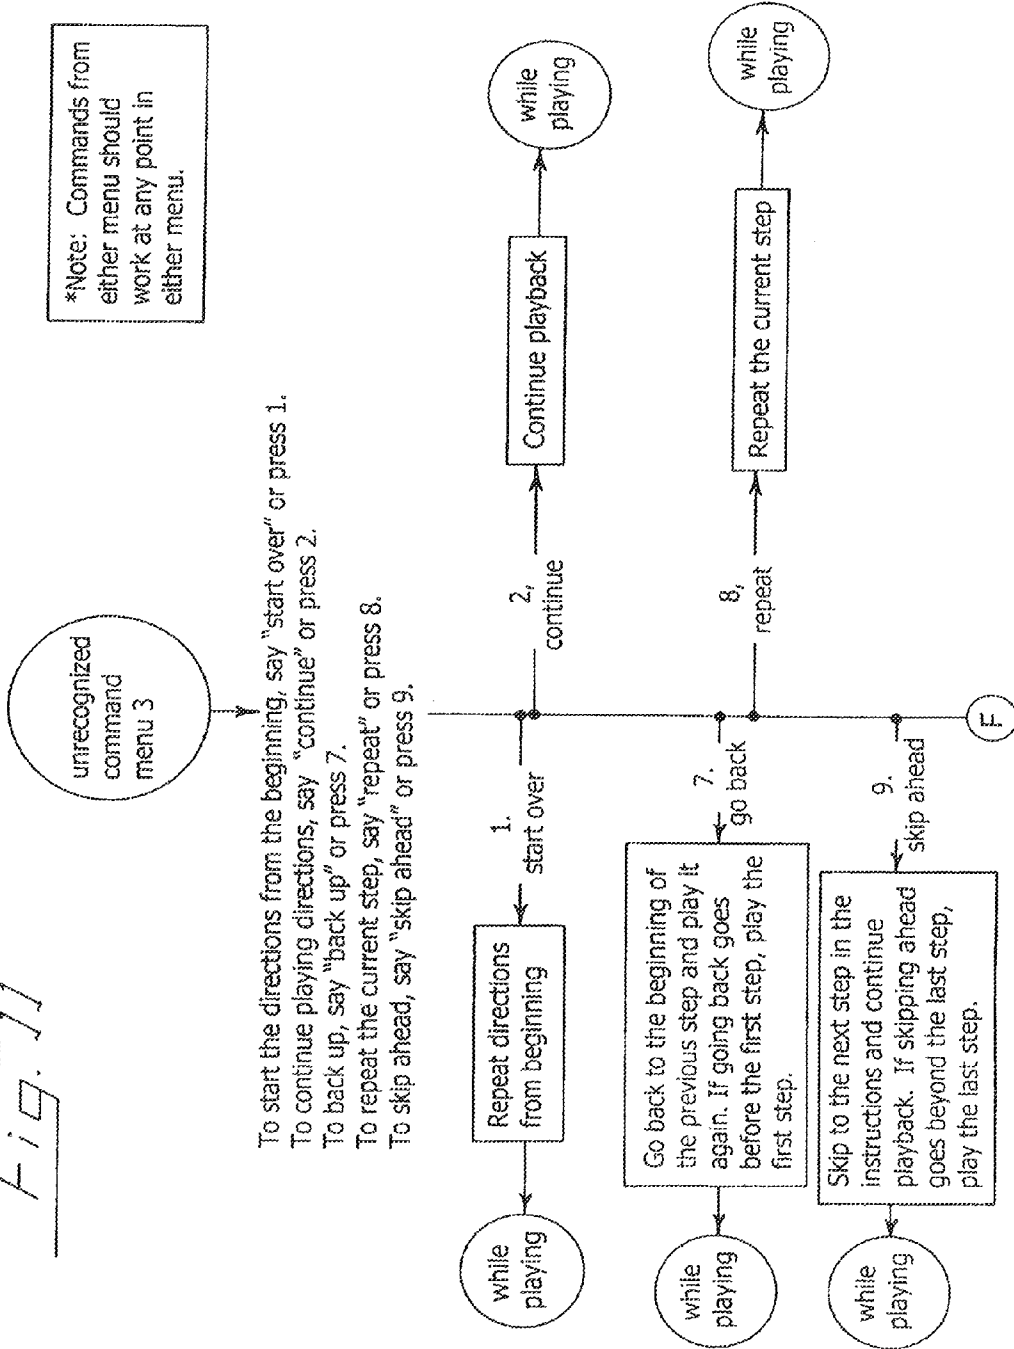 Fig. 11
unrecognized
command
menu 3
*Note: Commands from
either menu should
work at any point in
either menu.
To start the directions from the beginning, say "start over" or press 1.
To continue playing directions, say "continue" or press 2.
To back up, say "back up" or press 7.
To repeat the current step, say "repeat" or press 8.
To skip ahead, say "skip ahead" or press 9.
1.
start over
Repeat directions
from beginning
while
playing
2,
continue
Continue playback
while
playing
7.
go back
Go back to the beginning of
the previous step and play it
again. If going back goes
before the first step, play the
first step.
while
playing
8,
repeat
Repeat the current step
while
playing
9.
skip ahead
Skip to the next step in the
instructions and continue
playback. If skipping ahead
goes beyond the last step,
play the last step.
while
playing
F